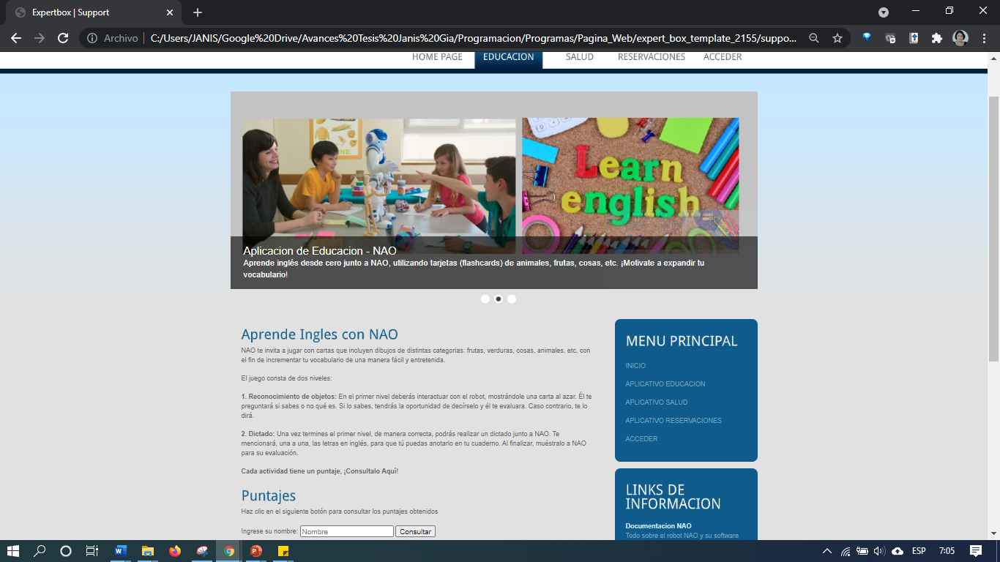 Expertbox | Support
Archivo
C:/Users/JANIS/Google%20Drive/Avances%20Tesis%20Janis%20Gia/Programacion/Programas/Pagina_Web/expert_box_template_2155/suppo...
HOME PAGE EDUCACION SALUD RESERVACIONES ACCEDER
Learn
english
Aplicacion de Educacion - NAO
Aprende inglés desde cero junto a NAO, utilizando tarjetas (flashcards) de animales, frutas, cosas, etc. ¡Motivate a expandir tu
vocabulario!
Aprende Ingles con NAO
NAO te invita a jugar con cartas que incluyen dibujos de distintas categorias: frutas, verduras, cosas, animales, etc, con
el fin de incrementar tu vocabulario de una manera fácil y entretenida.
El juego consta de dos niveles:
1. Reconocimiento de objetos: En el primer nivel deberás interactuar con el robot, mostrándole una carta al azar. Él te
preguntará si sabes o no qué es. Si lo sabes, tendrás la oportunidad de decírselo y él te evaluara. Caso contrario, te lo
dirá.
2. Dictado: Una vez termines el primer nivel, de manera correcta, podrás realizar un dictado junto a NAO. Te
mencionará, una a una, las letras en inglés, para que tú puedas anotarlo en tu cuaderno. Al finalizar, muéstralo a NAO
para su evaluación.
Cada actividad tiene un puntaje, ¡Consultalo Aquí!
Puntajes
Haz clic en el siguiente botón para consultar los puntajes obtenidos
Ingrese su nombre: Nombre Consultar
MENU PRINCIPAL
INICIO
APLICATIVO EDUCACION
APLICATIVO SALUD
APLICATIVO RESERVACIONES
ACCEDER
LINKS DE
INFORMACION
Documentacion NAO
Todo sobre el robot NAO y su software
ESP 7:05